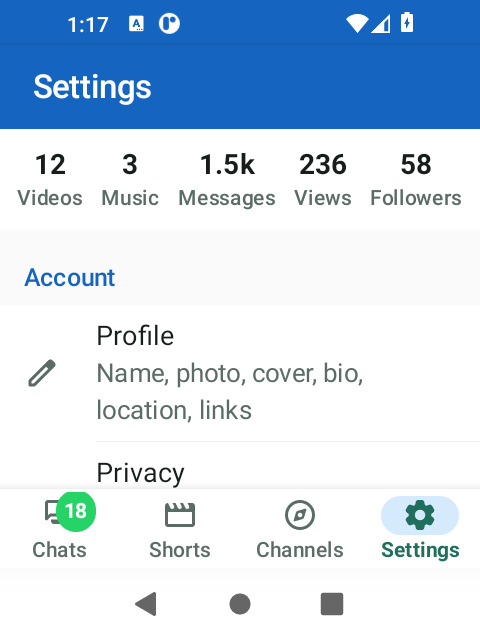 1:17
Settings
12 3 1.5k 236 58
Videos Music Messages Views Followers
Account
Profile
Name, photo, cover, bio,
location, links
Privacy
18
Chats Shorts Channels Settings